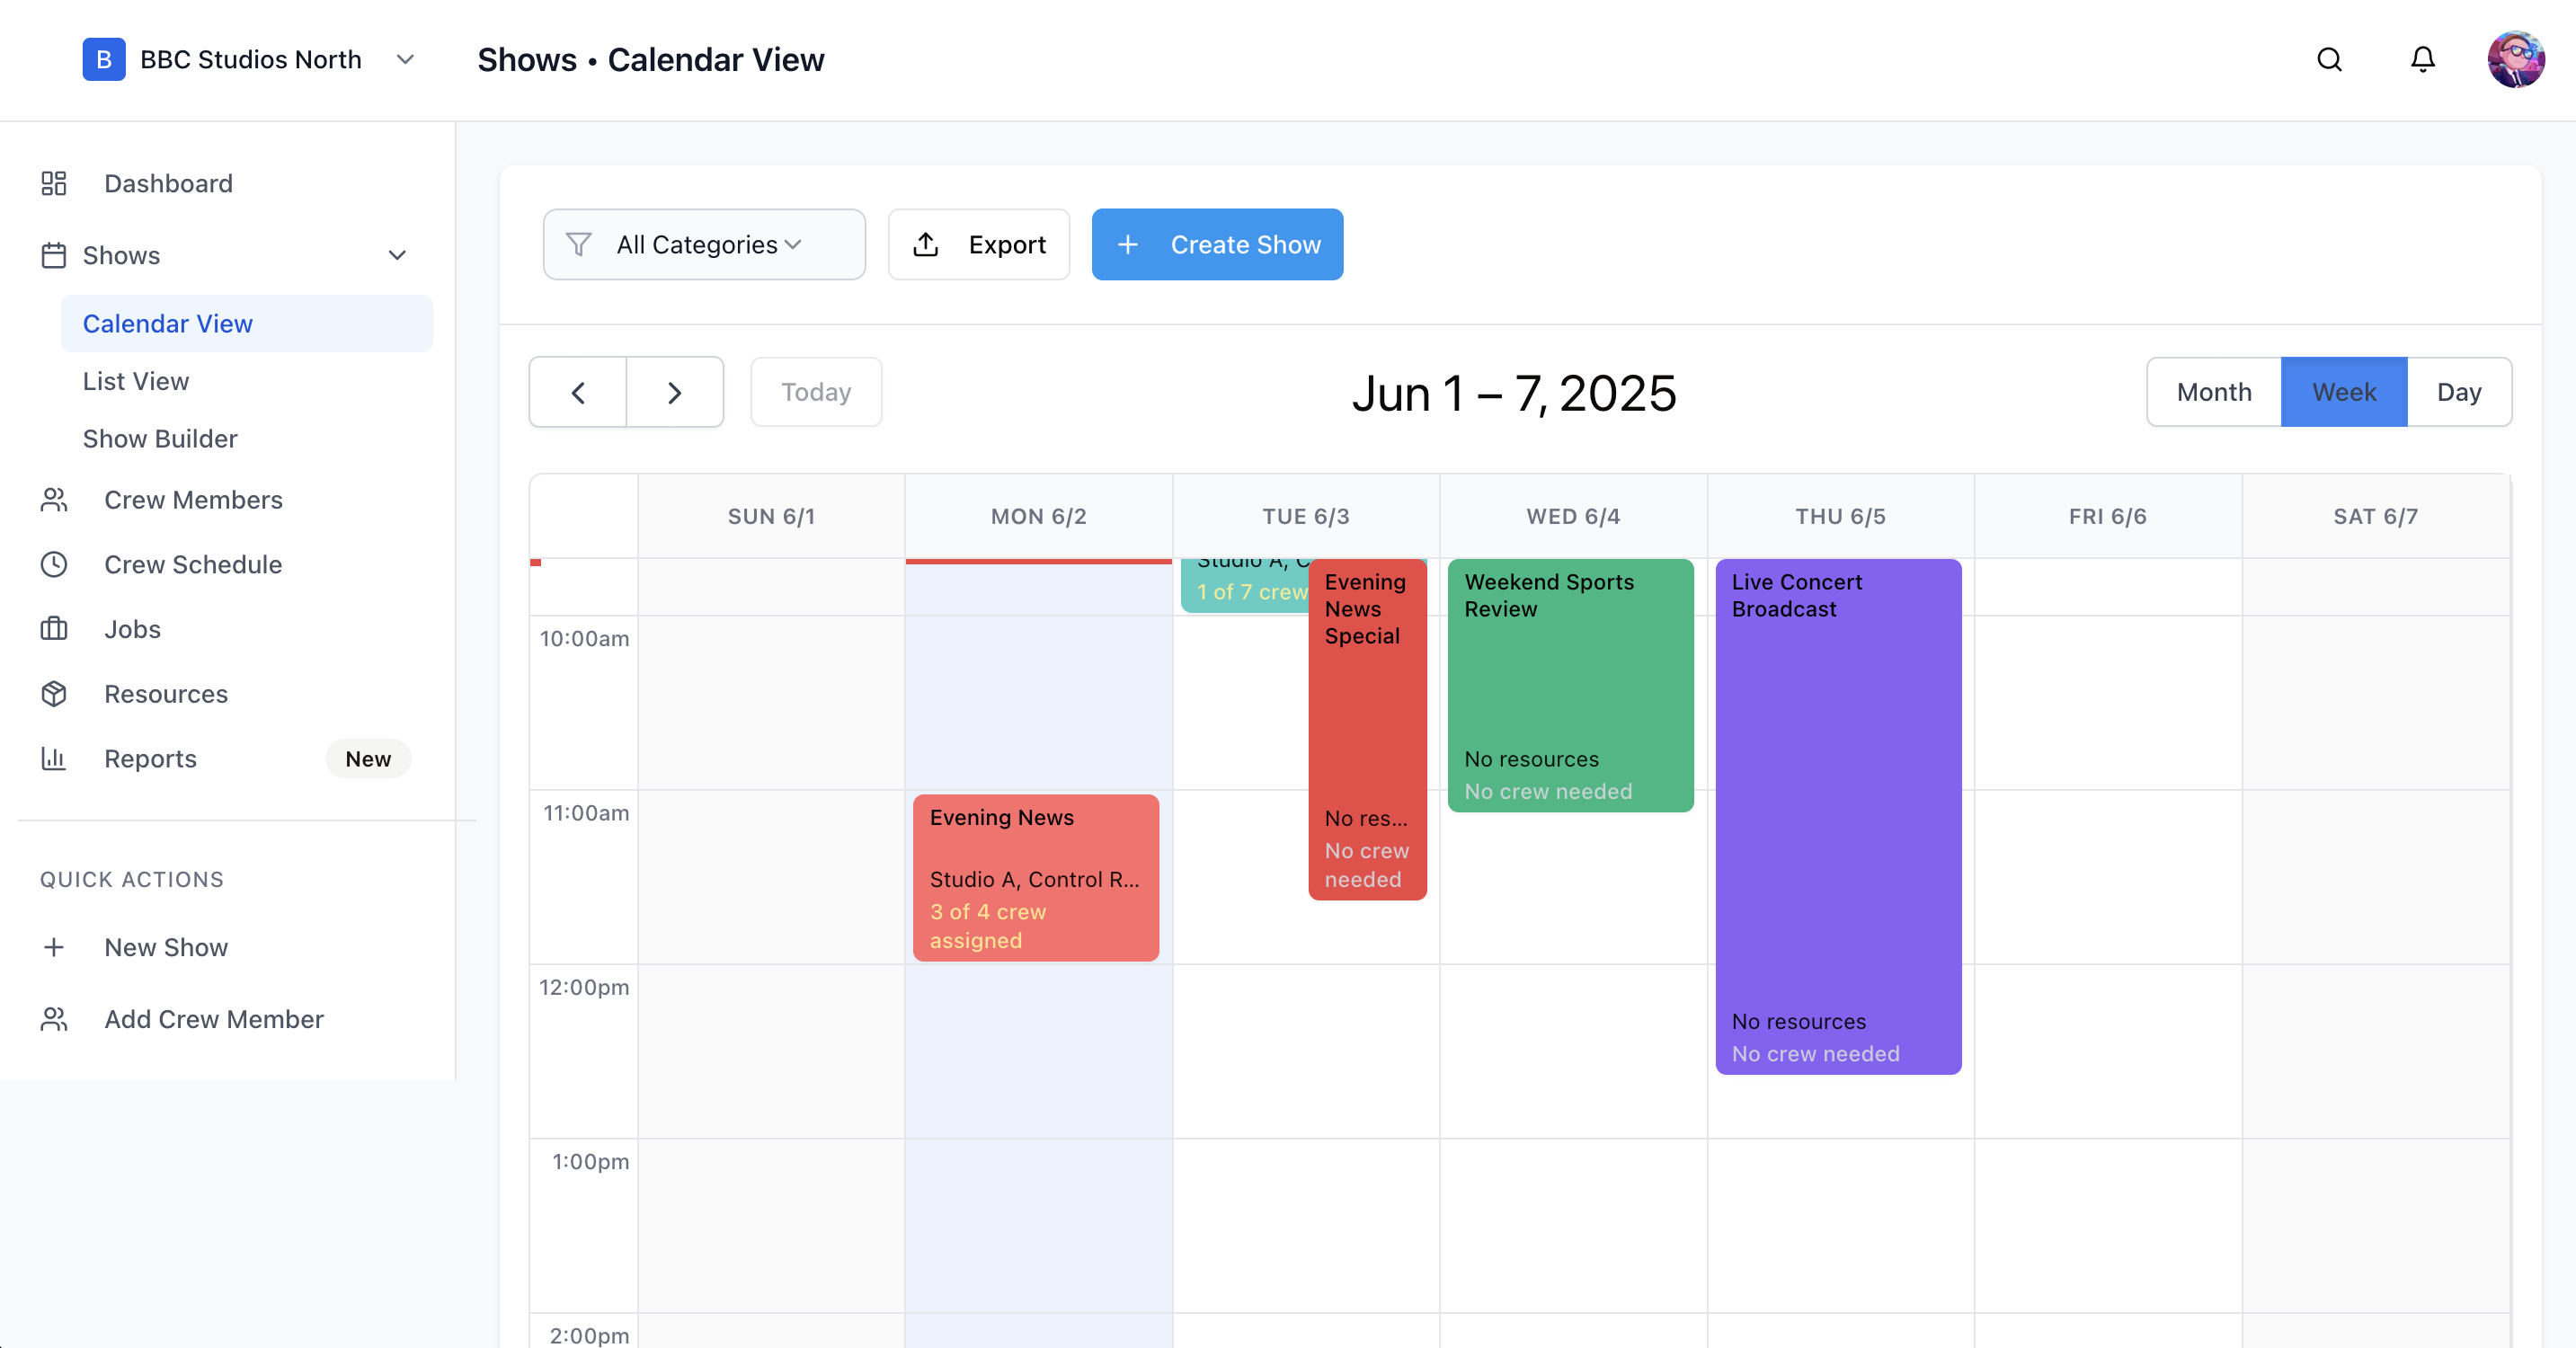 B BBC Studios North
Shows • Calendar View
Dashboard
Shows
Calendar View
List View
Show Builder
Crew Members
Crew Schedule
Jobs
Resources
Reports New
QUICK ACTIONS
New Show
Add Crew Member
All Categories
Export
+ Create Show
Today
Jun 1 – 7, 2025
Month Week Day
SUN 6/1 MON 6/2 TUE 6/3 WED 6/4 THU 6/5 FRI 6/6 SAT 6/7
10:00am
11:00am
12:00pm
1:00pm
2:00pm
Evening News
Studio A, Control R...
3 of 4 crew
assigned
Studio A, C
1 of 7 crew
Evening
News
Special
No res...
No crew
needed
Weekend Sports
Review
No resources
No crew needed
Live Concert
Broadcast
No resources
No crew needed